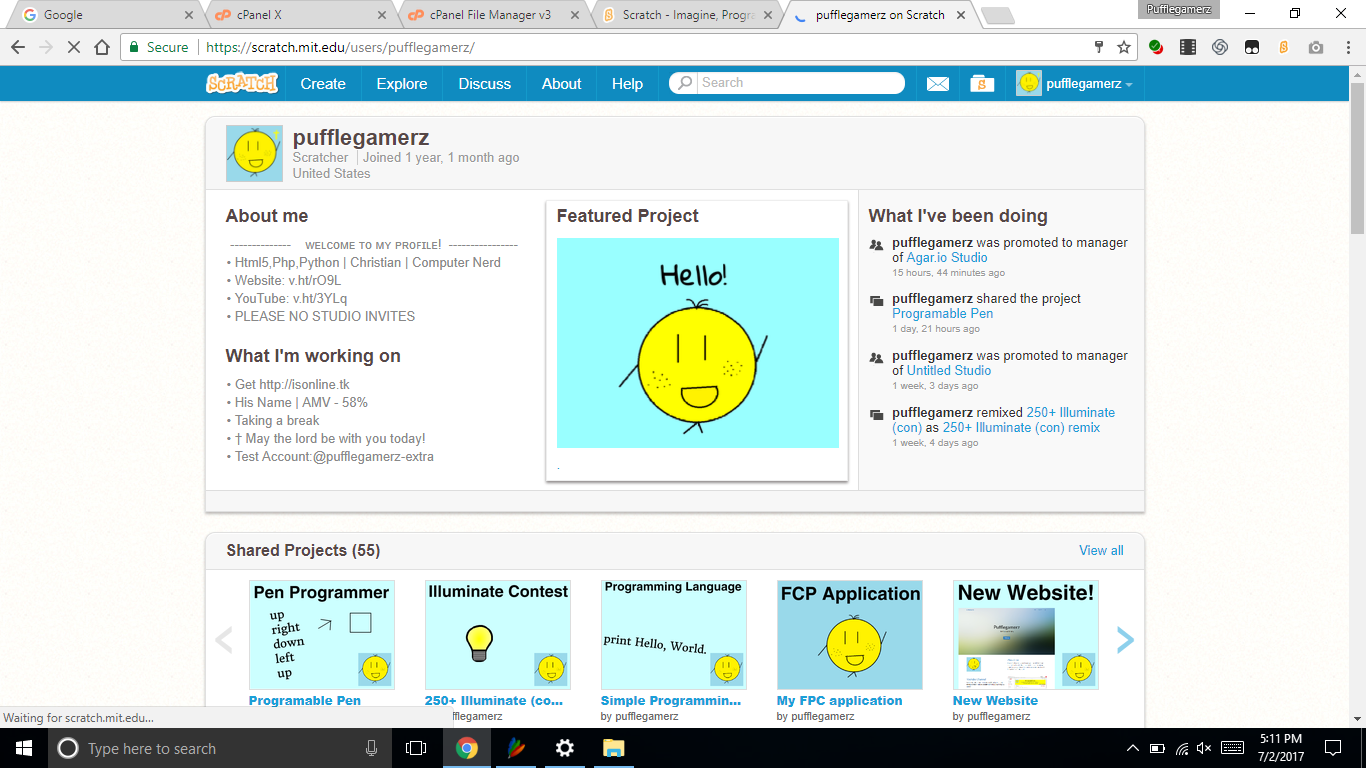 Google
cPanel X
cPanel File Manager v3
Scratch - Imagine, Progra
pufflegamerz on Scratch
Pufflegamerz
Secure
https://scratch.mit.edu/users/pufflegamerz/
SCRATCH
Create
Explore
Discuss
About
Help
Search
pufflegamerz
pufflegamerz
Scratcher
Joined 1 year, 1 month ago
United States
About me
-------------- ᴡᴇʟᴄᴏᴍᴇ ᴛᴏ ᴍʏ ᴘʀᴏғɪʟᴇ! ----------------
• Html5,Php,Python | Christian | Computer Nerd
• Website: v.ht/rO9L
• YouTube: v.ht/3YLq
• PLEASE NO STUDIO INVITES
What I'm working on
• Get http://isonline.tk
• His Name | AMV - 58%
• Taking a break
• † May the lord be with you today!
• Test Account:@pufflegamerz-extra
Featured Project
Hello!
.
What I've been doing
pufflegamerz was promoted to manager
of Agar.io Studio
15 hours, 44 minutes ago
pufflegamerz shared the project
Programable Pen
1 day, 21 hours ago
pufflegamerz was promoted to manager
of Untitled Studio
1 week, 3 days ago
pufflegamerz remixed 250+ Illuminate
(con) as 250+ Illuminate (con) remix
1 week, 4 days ago
Shared Projects (55)
View all
Pen Programmer
up
right
down
left
up
Programable Pen
Illuminate Contest
250+ Illuminate (co...
fflegamerz
Programming Language
print Hello, World.
Simple Programmin...
by pufflegamerz
FCP Application
My FPC application
by pufflegamerz
New Website!
Pufflegamerz
New Website
by pufflegamerz
Waiting for scratch.mit.edu...
Type here to search
5:11 PM
7/2/2017